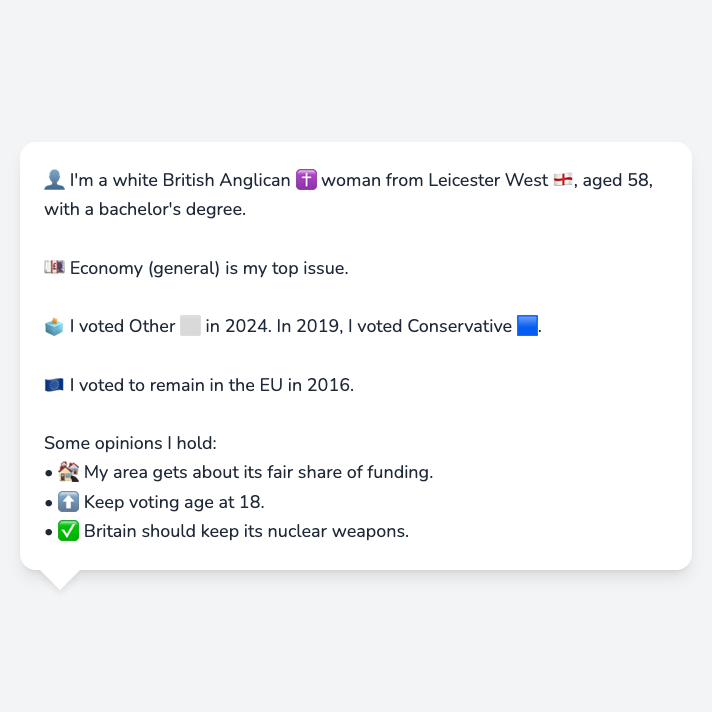 👤 I'm a white British Anglican ✝️ woman from Leicester West 🏴󠁧󠁢󠁥󠁮󠁧󠁿, aged 58,
with a bachelor's degree.
💷 Economy (general) is my top issue.
🗳️ I voted Other ⬜ in 2024. In 2019, I voted Conservative 🟦.
🇪🇺 I voted to remain in the EU in 2016.
Some opinions I hold:
• 🏘️ My area gets about its fair share of funding.
• ⬆️ Keep voting age at 18.
• ✅ Britain should keep its nuclear weapons.